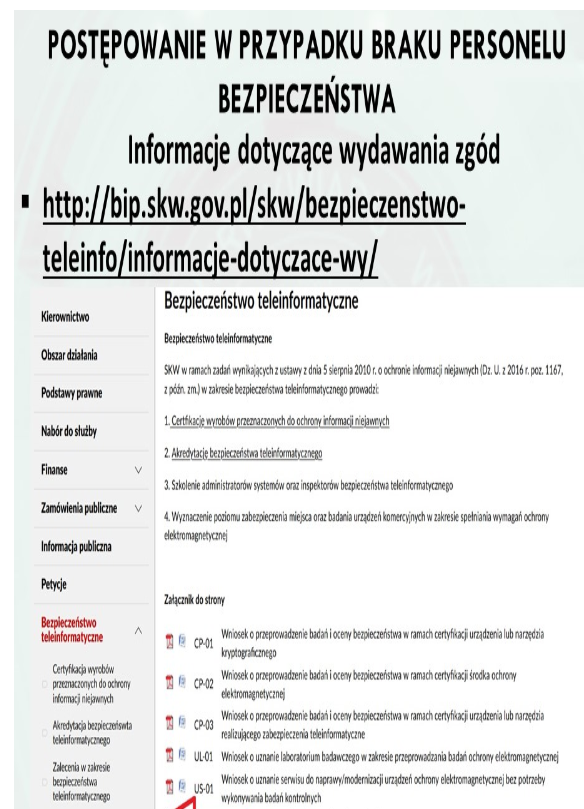 POSTĘPOWANIE W PRZYPADKU BRAKU PERSONELU
BEZPIECZEŃSTWA
Informacje dotyczące wydawania zgód
▪ http://bip.skw.gov.pl/skw/bezpieczenstwo-
teleinfo/informacje-dotyczace-wy/
Kierownictwo
Obszar działania
Podstawy prawne
Nabór do służby
Finanse
Zamówienia publiczne
Informacja publiczna
Petycje
Bezpieczeństwo
teleinformatyczne
Certyfikacja wyrobów
przeznaczonych do ochrony
informacji niejawnych
Akredytacja bezpieczeńswta
teleinformatycznego
Zalecenia w zakresie
bezpieczeństwa
teleinformatycznego
Bezpieczeństwo teleinformatyczne
Bezpieczeństwo teleinformatyczne
SKW w ramach zadań wynikających z ustawy z dnia 5 sierpnia 2010 r. o ochronie informacji niejawnych (Dz. U. z 2016 r. poz. 1167,
z późn. zm.) w zakresie bezpieczeństwa teleinformatycznego prowadzi:
1. Certfikację wyrobów przeznaczonych do ochrony informacji niejawnych
2. Akredytację bezpieczeństwa teleinformatycznego
3. Szkolenie administratorów systemów oraz inspektorów bezpieczeństwa teleinformatycznego
4. Wyznaczenie poziomu zabezpieczenia miejsca oraz badania urządzeń komercyjnych w zakresie spełniania wymagań ochrony
elektromagnetycznej
Załącznik do strony
CP-01 Wniosek o przeprowadzenie badań i oceny bezpieczeństwa w ramach certyfikacji urządzenia lub narzędzia
kryptograficznego
CP-02 Wniosek o przeprowadzenie badań i oceny bezpieczeństwa w ramach certyfikacji środka ochrony
elektromagnetycznej
CP-03 Wniosek o przeprowadzenie badań i oceny bezpieczeństwa w ramach certyfikacji urządzenia lub narzędzia
realizującego zabezpieczenia teleinformatyczne
UL-01 Wniosek o uznanie laboratorium badawczego w zakresie przeprowadzania badań ochrony elektromagnetycznej
US-01 Wniosek o uznanie serwisu do naprawy/modernizacji urządzeń ochrony elektromagnetycznej bez potrzeby
wykonywania badań kontrolnych